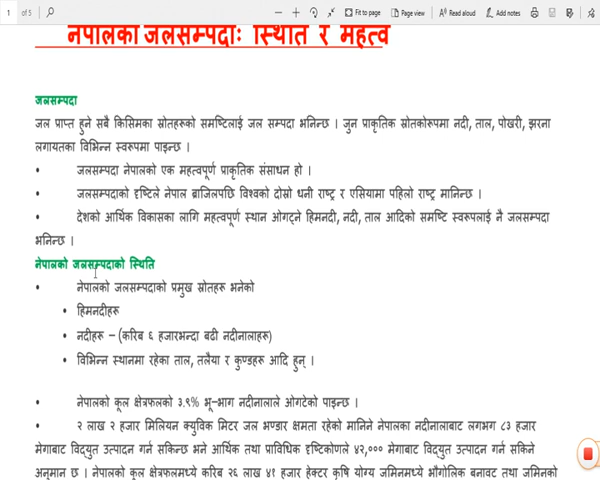 1 of 5 Fit to page Page view Read aloud Add notes
नेपालका जलसम्पदाः स्थिति र महत्व
जलसम्पदा
जल प्राप्त हुने सबै किसिमका स्रोतहरूको समष्टिलाई जल सम्पदा भनिन्छ । जुन प्राकृतिक स्रोतकोरुपमा नदी, ताल, पोखरी, झरना
लगायतका विभिन्न स्वरूपमा पाइन्छ ।
• जलसम्पदा नेपालको एक महत्वपूर्ण प्राकृतिक संसाधन हो ।
• जलसम्पदाको दृष्टिले नेपाल ब्राजिलपछि विश्वको दोस्रो धनी राष्ट्र र एसियामा पहिलो राष्ट्र मानिन्छ ।
• देशको आर्थिक विकासका लागि महत्वपूर्ण स्थान ओगट्ने हिमनदी, नदी, ताल आदिको समष्टि स्वरूपलाई नै जलसम्पदा
भनिन्छ ।
नेपालको जलसम्पदाको स्थिति
• नेपालको जलसम्पदाको प्रमुख स्रोतहरू भनेको
• हिमनदीहरू
• नदीहरू – (करिब ६ हजारभन्दा बढी नदीनालाहरू)
• विभिन्न स्थानमा रहेका ताल, तलैया र कुण्डहरू आदि हुन् ।
• नेपालको कूल क्षेत्रफलको ३.९% भू–भाग नदीनालाले ओगटेको पाइन्छ ।
• २ लाख २ हजार मिलियन क्युविक मिटर जल भण्डार क्षमता रहेको मानिने नेपालका नदीनालाबाट लगभग ८३ हजार
मेगाबाट विद्युत उत्पादन गर्न सकिन्छ भने आर्थिक तथा प्राविधिक दृष्टिकोणले ४२,००० मेगाबाट विद्युत उत्पादन गर्न सकिने
अनुमान छ । नेपालको कूल क्षेत्रफलमध्ये करिब २६ लाख ४१ हजार हेक्टर कृषि योग्य जमिनमध्ये भौगोलिक बनावट तथा जमिनको